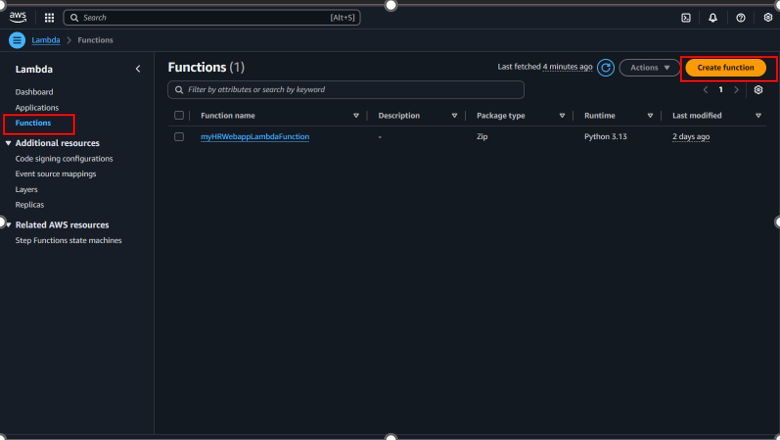 aws
Search
[Alt+S]
Lambda > Functions
Lambda
Dashboard
Applications
Functions
Additional resources
Code signing configurations
Event source mappings
Layers
Replicas
Related AWS resources
Step Functions state machines
Functions (1)
Last fetched 4 minutes ago
Actions
Create function
Filter by attributes or search by keyword
1
Function name
Description
Package type
Runtime
Last modified
myHRWebappLambdaFunction
-
Zip
Python 3.13
2 days ago